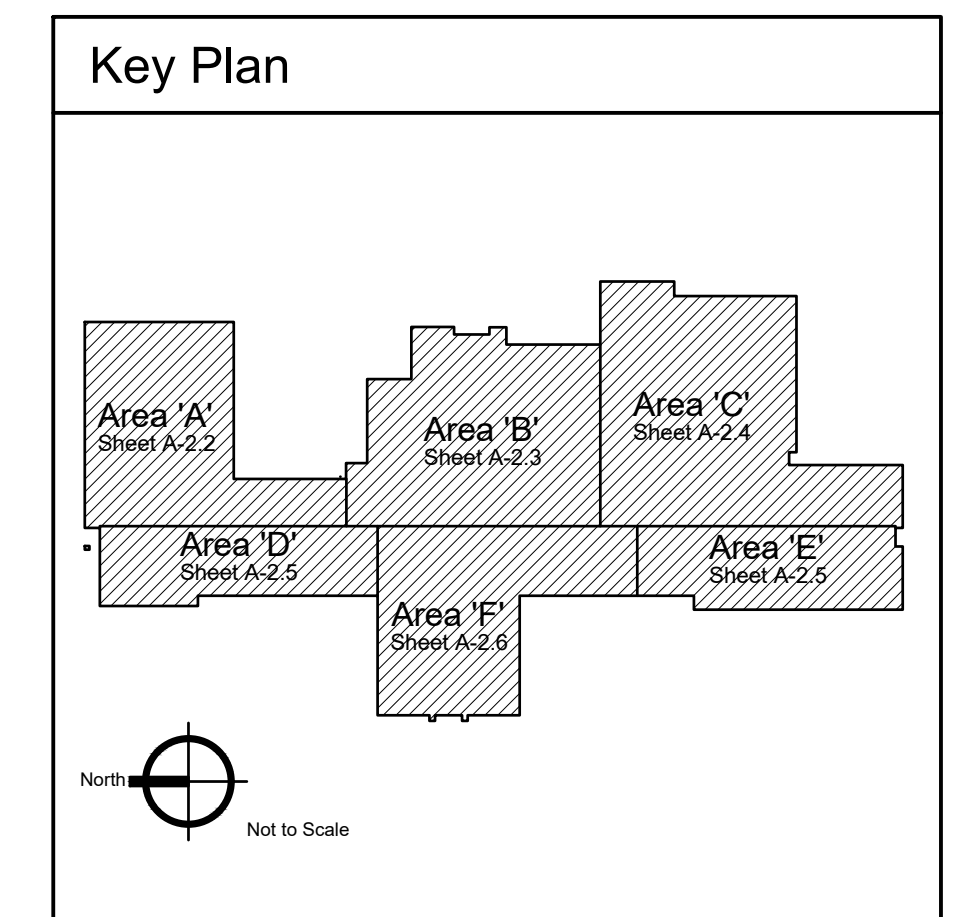 Key Plan
Area 'A'
Sheet A-2.2
Area 'B'
Sheet A-2.3
Area 'C'
Sheet A-2.4
Area 'D'
Sheet A-2.5
Area 'E'
Sheet A-2.5
Area 'F'
Sheet A-2.6
North
Not to Scale